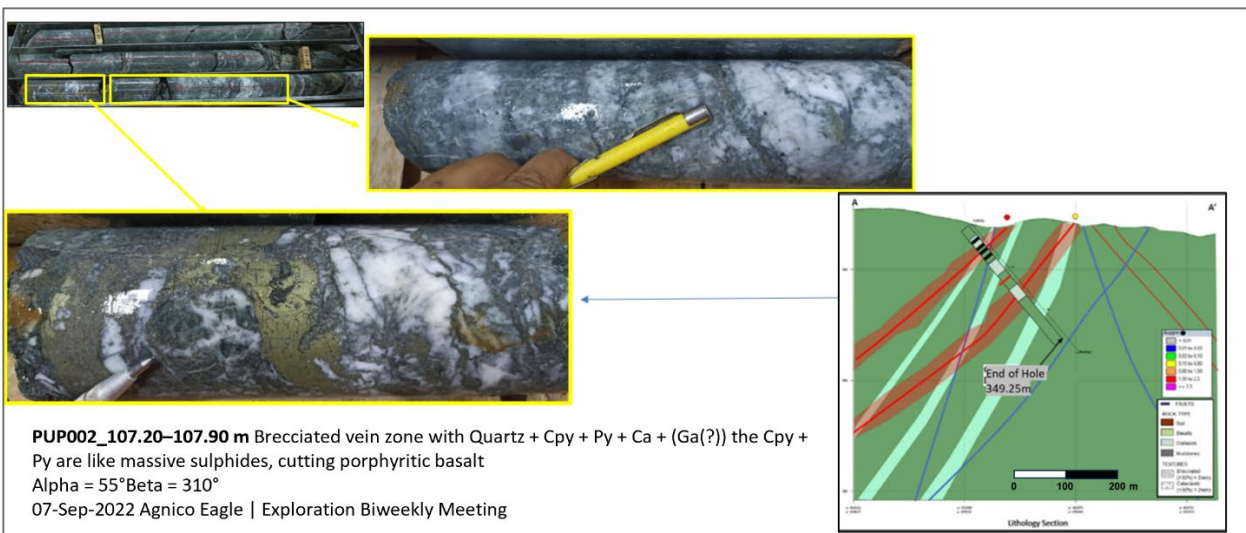 A
A'
End of Hole
349.25m
FAULTS
ROCK TYPE
Soil
Basalts
Mudstones
TEXTURES
0 100 200 m
Lithology Section
PUP002_107.20–107.90 m Brecciated vein zone with Quartz + Cpy + Py + Ca + (Ga(?)) the Cpy +
Py are like massive sulphides, cutting porphyritic basalt
Alpha = 55°Beta = 310°
07-Sep-2022 Agnico Eagle | Exploration Biweekly Meeting